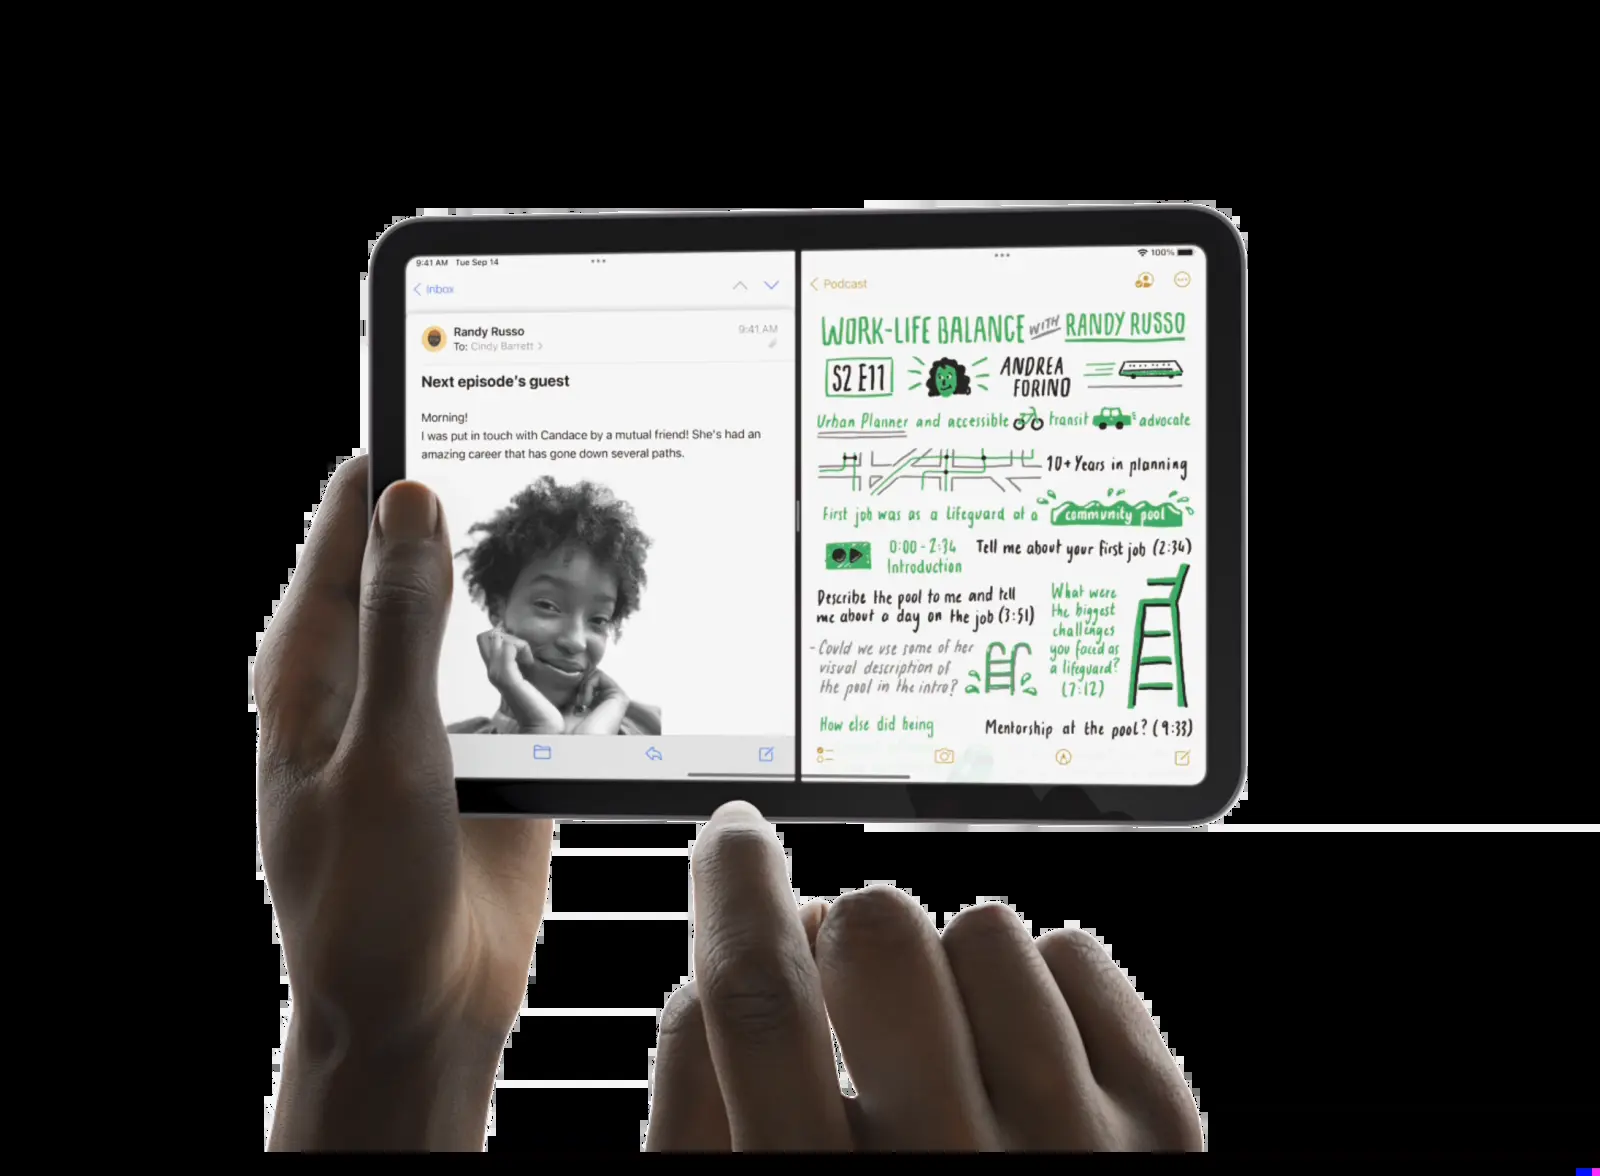 9:41 AM Tue Sep 14
Inbox
Randy Russo
9:41 AM
To: Cindy Barrett
Next episode's guest
Morning!
I was put in touch with Candace by a mutual friend! She's had an
amazing career that has gone down several paths.
100%
Podcast
WORK-LIFE BALANCE WITH RANDY RUSSO
S2 E11
ANDREA
FORINO
Urban Planner and accessible transit advocate
10+ Years in planning
First job was as a lifeguard at a community pool
0:00 - 2:34
Introduction
Tell me about your first job (2:34)
Describe the pool to me and tell
me about a day on the job (3:51)
- Could we use some of her
visual description of
the pool in the intro?
What were
the biggest
challenges
you faced as
a lifeguard?
(7:12)
How else did being
Mentorship at the pool? (9:33)